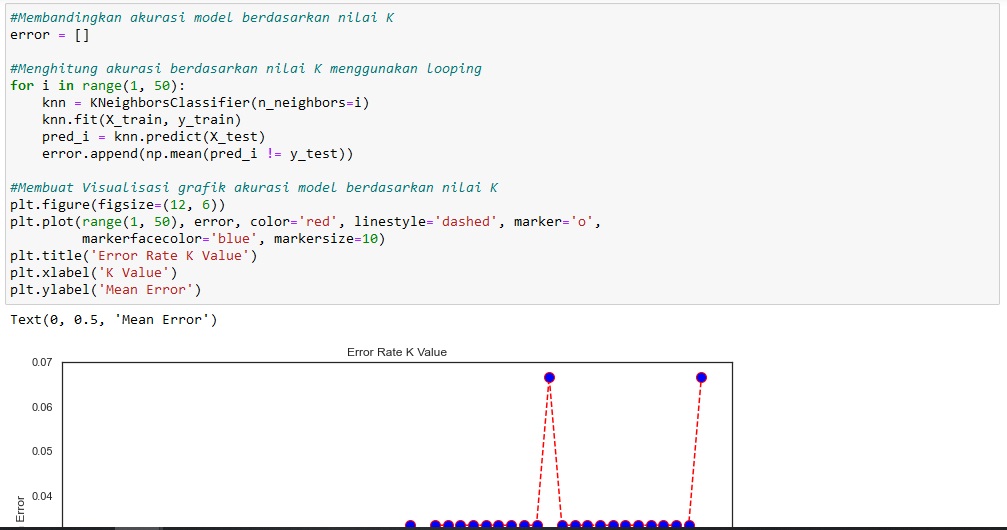 #Membandingkan akurasi model berdasarkan nilai K
error = []
#Menghitung akurasi berdasarkan nilai K menggunakan Looping
for i in range(1, 50):
    knn = KNeighborsClassifier(n_neighbors=i)
    knn.fit(X_train, y_train)
    pred_i = knn.predict(X_test)
    error.append(np.mean(pred_i != y_test))
#Membuat Visualisasi grafik akurasi model berdasarkan nilai K
plt.figure(figsize=(12, 6))
plt.plot(range(1, 50), error, color='red', linestyle='dashed', marker='o',
         markerfacecolor='blue', markersize=10)
plt.title('Error Rate K Value')
plt.xlabel('K Value')
plt.ylabel('Mean Error')
Text(0, 0.5, 'Mean Error')
Error Rate K Value
0.07
0.06
0.05
0.04
Error